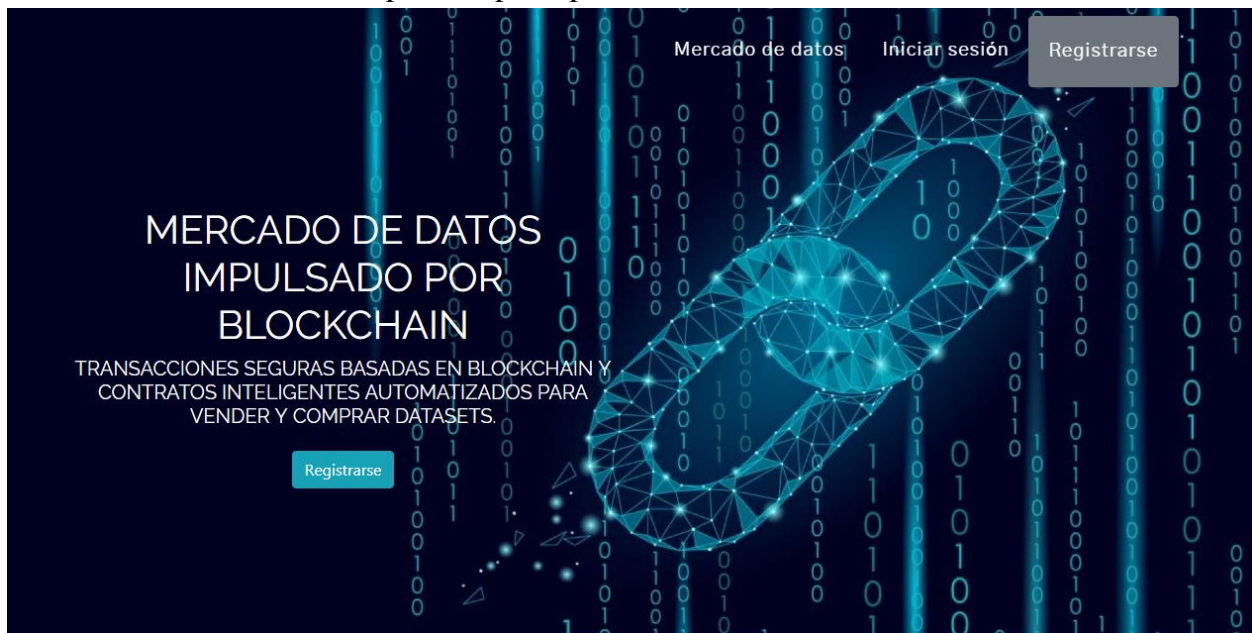 Mercado de datos Iniciar sesión Registrarse
MERCADO DE DATOS
IMPULSADO POR
BLOCKCHAIN
TRANSACCIONES SEGURAS BASADAS EN BLOCKCHAIN Y
CONTRATOS INTELIGENTES AUTOMATIZADOS PARA
VENDER Y COMPRAR DATASETS.
Registrarse